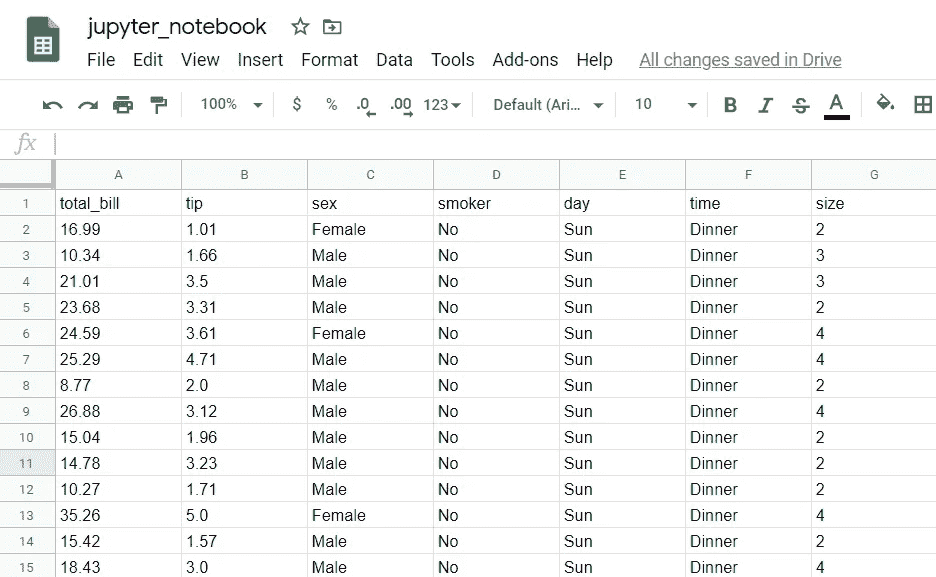 jupyter_notebook
File Edit View Insert Format Data Tools Add-ons Help All changes saved in Drive
100% $ % .0 .00 123 Default (Ari... 10 B I S A
fx
A B C D E F G
1 total_bill tip sex smoker day time size
2 16.99 1.01 Female No Sun Dinner 2
3 10.34 1.66 Male No Sun Dinner 3
4 21.01 3.5 Male No Sun Dinner 3
5 23.68 3.31 Male No Sun Dinner 2
6 24.59 3.61 Female No Sun Dinner 4
7 25.29 4.71 Male No Sun Dinner 4
8 8.77 2.0 Male No Sun Dinner 2
9 26.88 3.12 Male No Sun Dinner 4
10 15.04 1.96 Male No Sun Dinner 2
11 14.78 3.23 Male No Sun Dinner 2
12 10.27 1.71 Male No Sun Dinner 2
13 35.26 5.0 Female No Sun Dinner 4
14 15.42 1.57 Male No Sun Dinner 2
15 18.43 3.0 Male No Sun Dinner 4